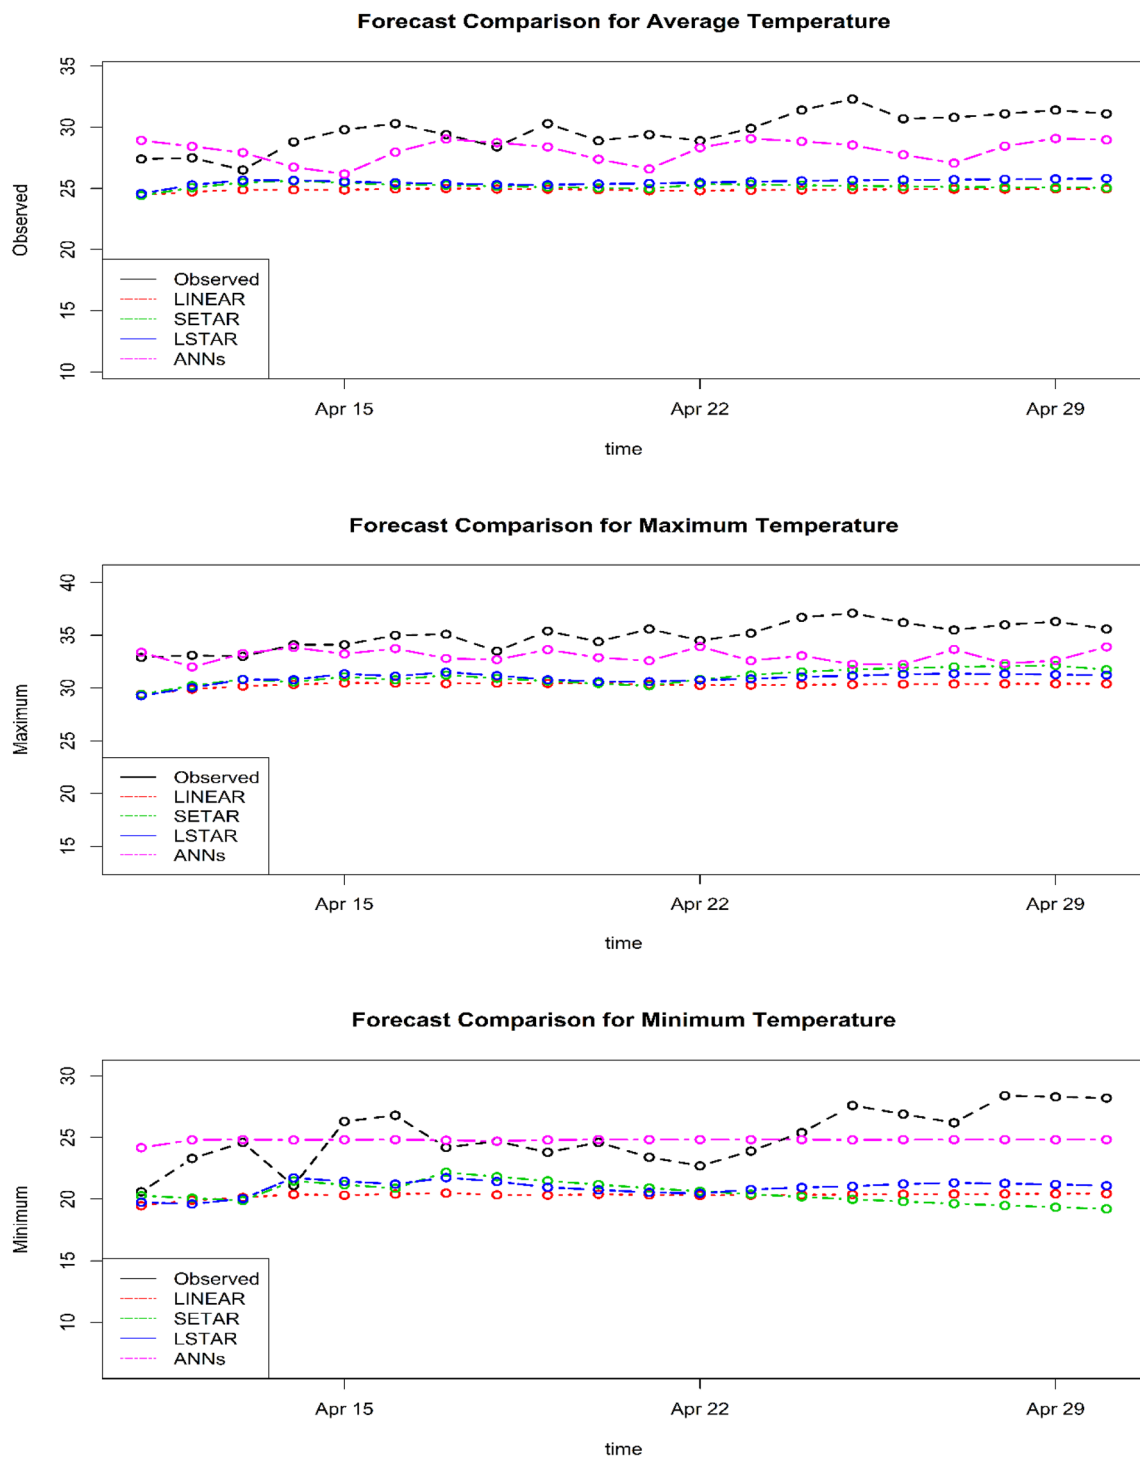 Forecast Comparison for Average Temperature
35
30
25
20
15
10
Observed
Observed
LINEAR
SETAR
LSTAR
ANNs
Apr 15
Apr 22
Apr 29
time
Forecast Comparison for Maximum Temperature
40
35
30
25
20
15
Maximum
Observed
LINEAR
SETAR
LSTAR
ANNs
Apr 15
Apr 22
Apr 29
time
Forecast Comparison for Minimum Temperature
30
25
20
15
10
Minimum
Observed
LINEAR
SETAR
LSTAR
ANNs
Apr 15
Apr 22
Apr 29
time